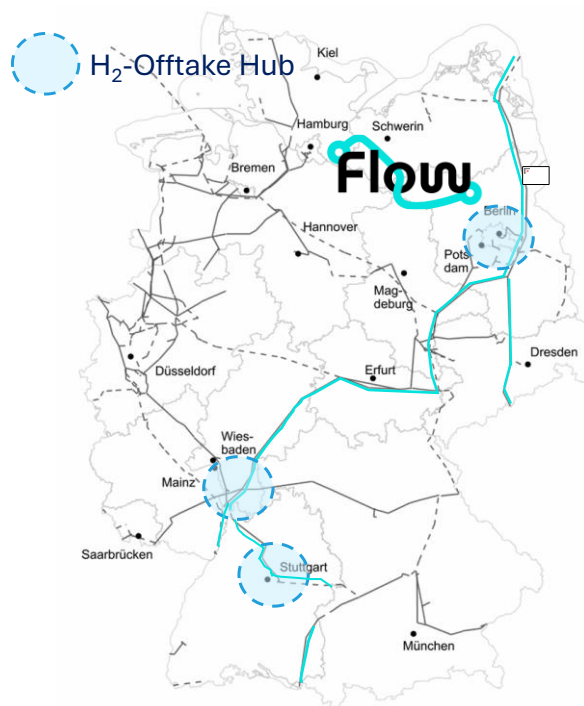 H₂-Offtake Hub
Kiel
Hamburg
Schwerin
Flow
Bremen
Berlin
Hannover
Pots
dam
Mag-
deburg
Dresden
Düsseldorf
Erfurt
Wies-
baden
Mainz
Saarbrücken
Stuttgart
München